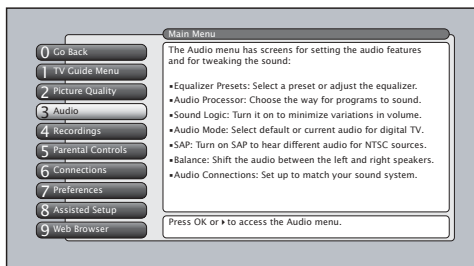 Main Menu
0 Go Back
1 TV Guide Menu
2 Picture Quality
3 Audio
4 Recordings
5 Parental Controls
6 Connections
7 Preferences
8 Assisted Setup
9 Web Browser
The Audio menu has screens for setting the audio features
and for tweaking the sound:
▪Equalizer Presets: Select a preset or adjust the equalizer.
▪Audio Processor: Choose the way for programs to sound.
▪Sound Logic: Turn it on to minimize variations in volume.
▪Audio Mode: Select default or current audio for digital TV.
▪SAP: Turn on SAP to hear different audio for NTSC sources.
▪Balance: Shift the audio between the left and right speakers.
▪Audio Connections: Set up to match your sound system.
Press OK or ▸ to access the Audio menu.